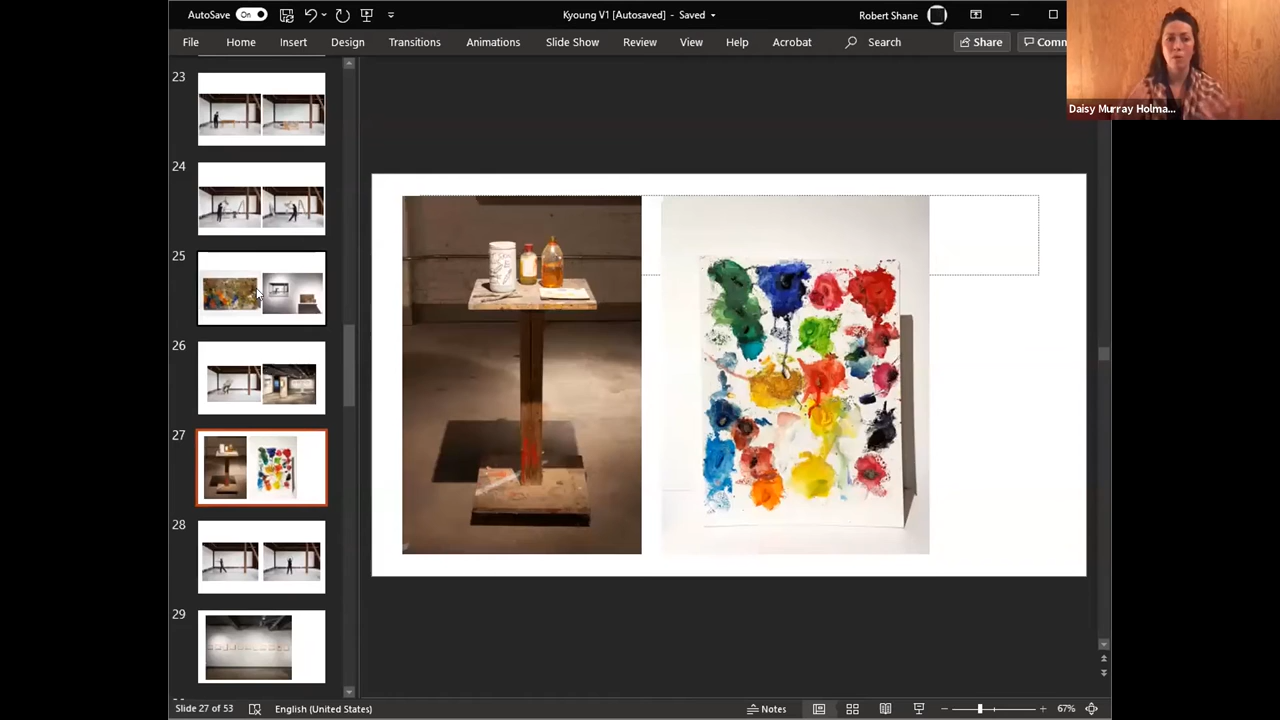 AutoSave On
Kyoung V1 [Autosaved] - Saved
Robert Shane
File Home Insert Design Transitions Animations Slide Show Review View Help Acrobat Search Share Comm
Daisy Murray Holma...
23
24
25
26
27
28
29
Slide 27 of 53
English (United States)
Notes
67%